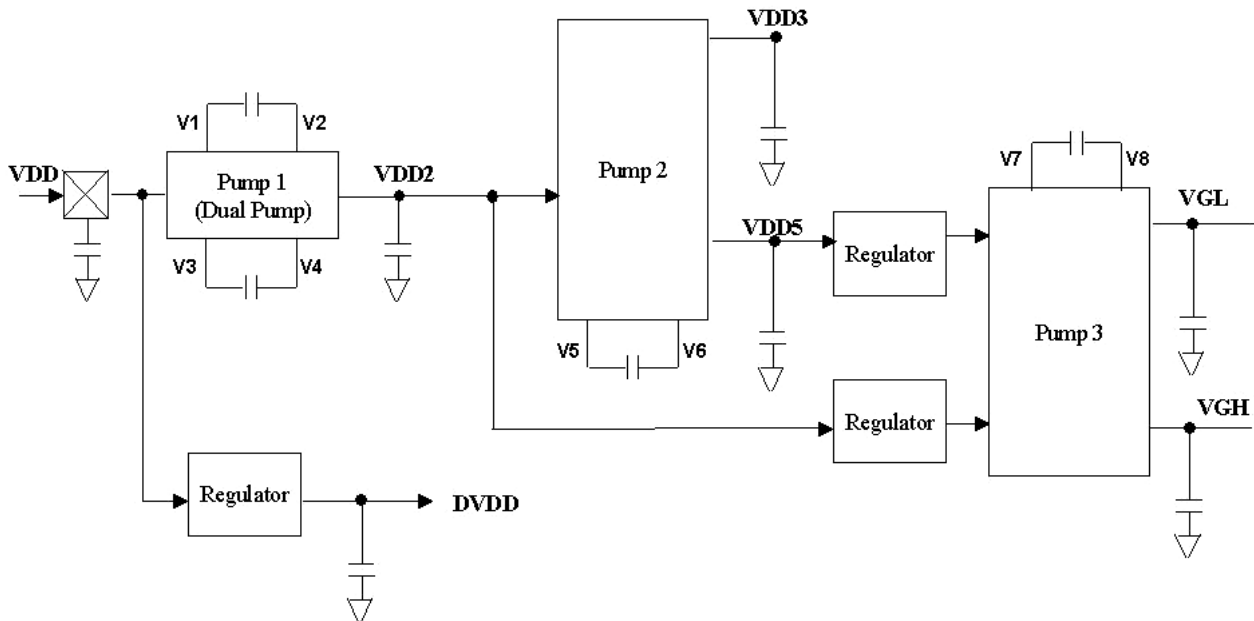 VDD3
V1
V2
VDD
Pump 1
(Dual Pump)
VDD2
Pump 2
V7
V8
V3
V4
VDD5
Regulator
VGL
V5
V6
Pump 3
Regulator
VGH
Regulator
DVDD